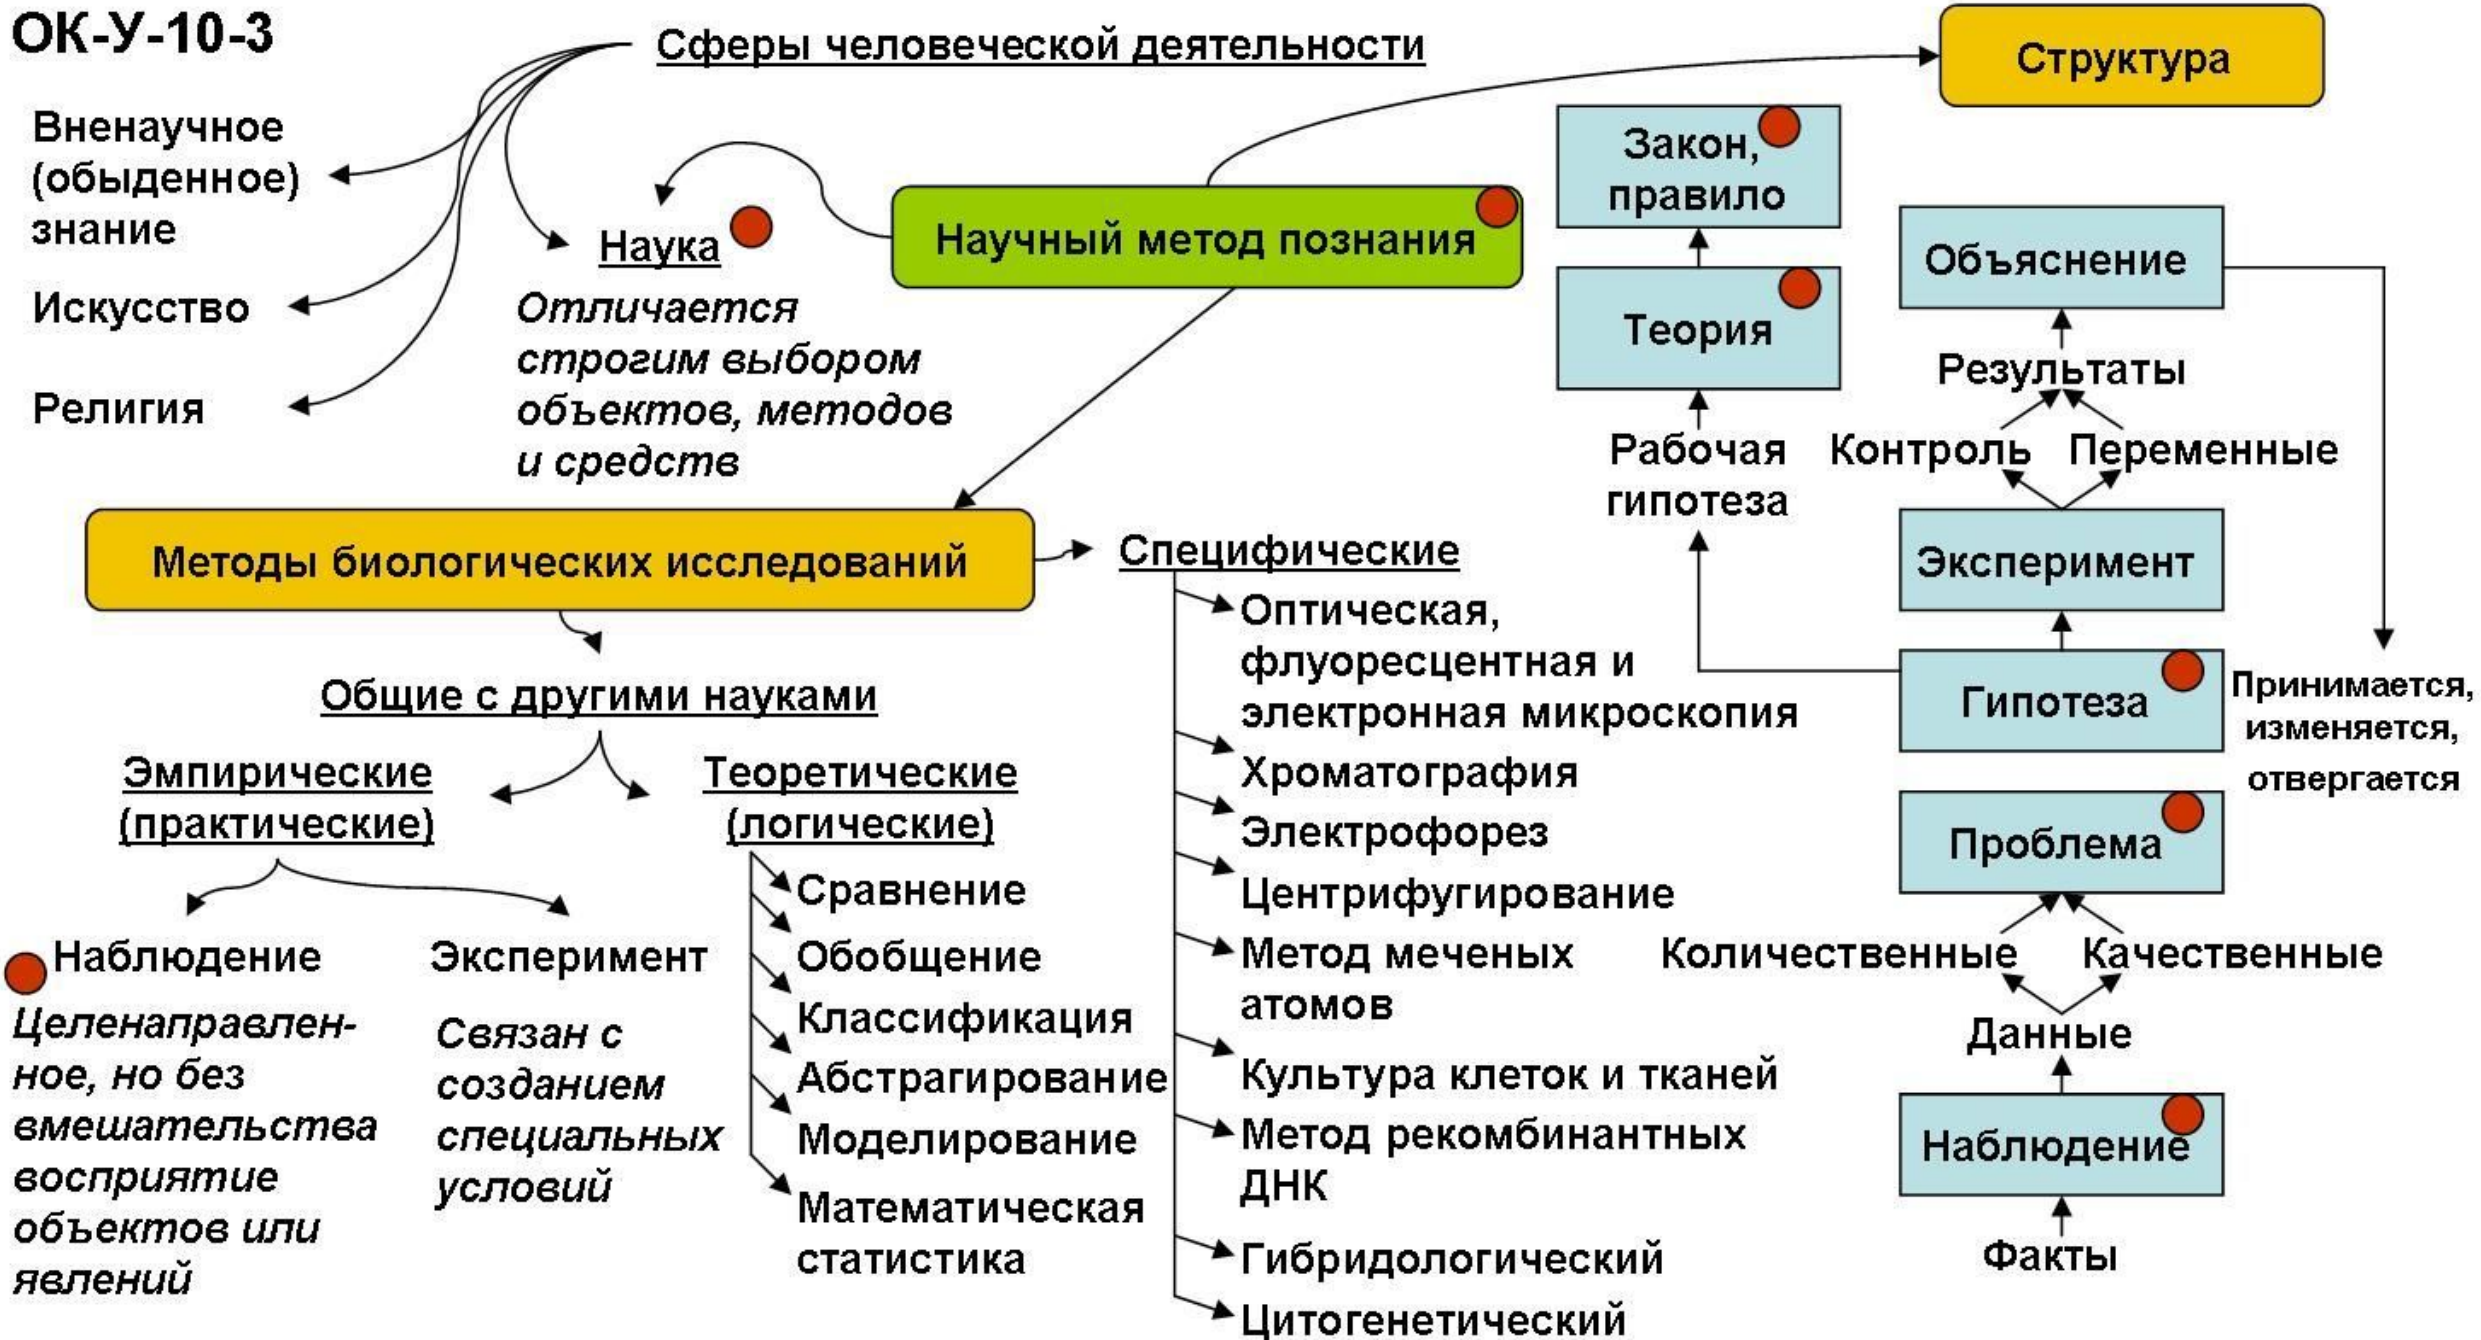 ОК-У-10-3
Сферы человеческой деятельности
Вненаучное
(обыденное)
знание
Искусство
Религия
Наука
Отличается
строгим выбором
объектов, методов
и средств
Научный метод познания
Структура
Закон,
правило
Теория
Рабочая
гипотеза
Объяснение
Результаты
Контроль
Переменные
Эксперимент
Гипотеза
Принимается,
изменяется,
отвергается
Проблема
Количественные
Качественные
Данные
Наблюдение
Факты
Методы биологических исследований
Общие с другими науками
Эмпирические
(практические)
Наблюдение
Целенаправлен-
ное, но без
вмешательства
восприятие
объектов или
явлений
Эксперимент
Связан с
созданием
специальных
условий
Теоретические
(логические)
Сравнение
Обобщение
Классификация
Абстрагирование
Моделирование
Математическая
статистика
Специфические
Оптическая,
флуоресцентная и
электронная микроскопия
Хроматография
Электрофорез
Центрифугирование
Метод меченых
атомов
Культура клеток и тканей
Метод рекомбинантных
ДНК
Гибридологический
Цитогенетический